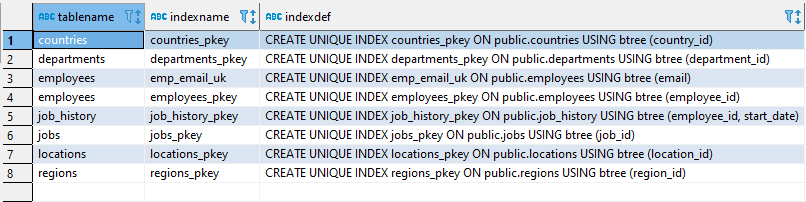 ABC tablename ABC indexname ABC indexdef
1 countries countries_pkey CREATE UNIQUE INDEX countries_pkey ON public.countries USING btree (country_id)
2 departments departments_pkey CREATE UNIQUE INDEX departments_pkey ON public.departments USING btree (department_id)
3 employees emp_email_uk CREATE UNIQUE INDEX emp_email_uk ON public.employees USING btree (email)
4 employees employees_pkey CREATE UNIQUE INDEX employees_pkey ON public.employees USING btree (employee_id)
5 job_history job_history_pkey CREATE UNIQUE INDEX job_history_pkey ON public.job_history USING btree (employee_id, start_date)
6 jobs jobs_pkey CREATE UNIQUE INDEX jobs_pkey ON public.jobs USING btree (job_id)
7 locations locations_pkey CREATE UNIQUE INDEX locations_pkey ON public.locations USING btree (location_id)
8 regions regions_pkey CREATE UNIQUE INDEX regions_pkey ON public.regions USING btree (region_id)